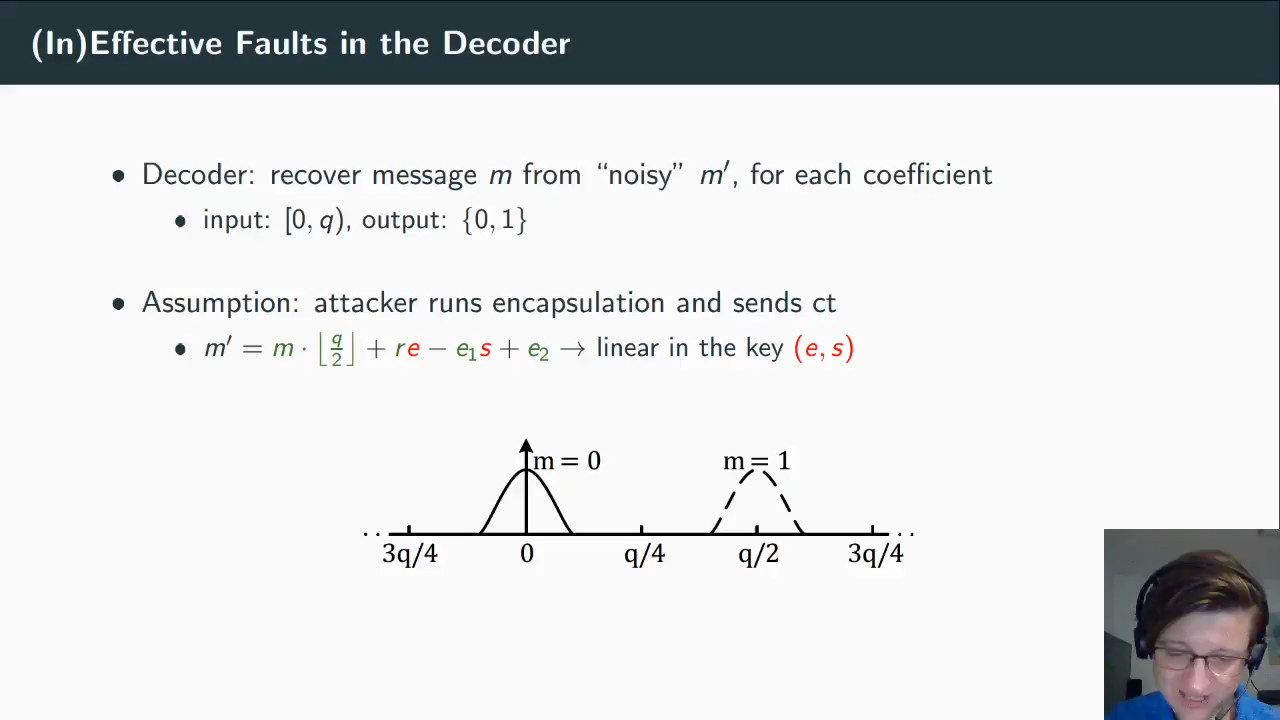 (In)Effective Faults in the Decoder
• Decoder: recover message m from “noisy” m′, for each coefficient
• input: [0, q), output: {0, 1}
• Assumption: attacker runs encapsulation and sends ct
• m′ = m · ⌊q/2⌋ + re − e₁s + e₂ → linear in the key (e, s)
m = 0 m = 1
3q/4 0 q/4 q/2 3q/4